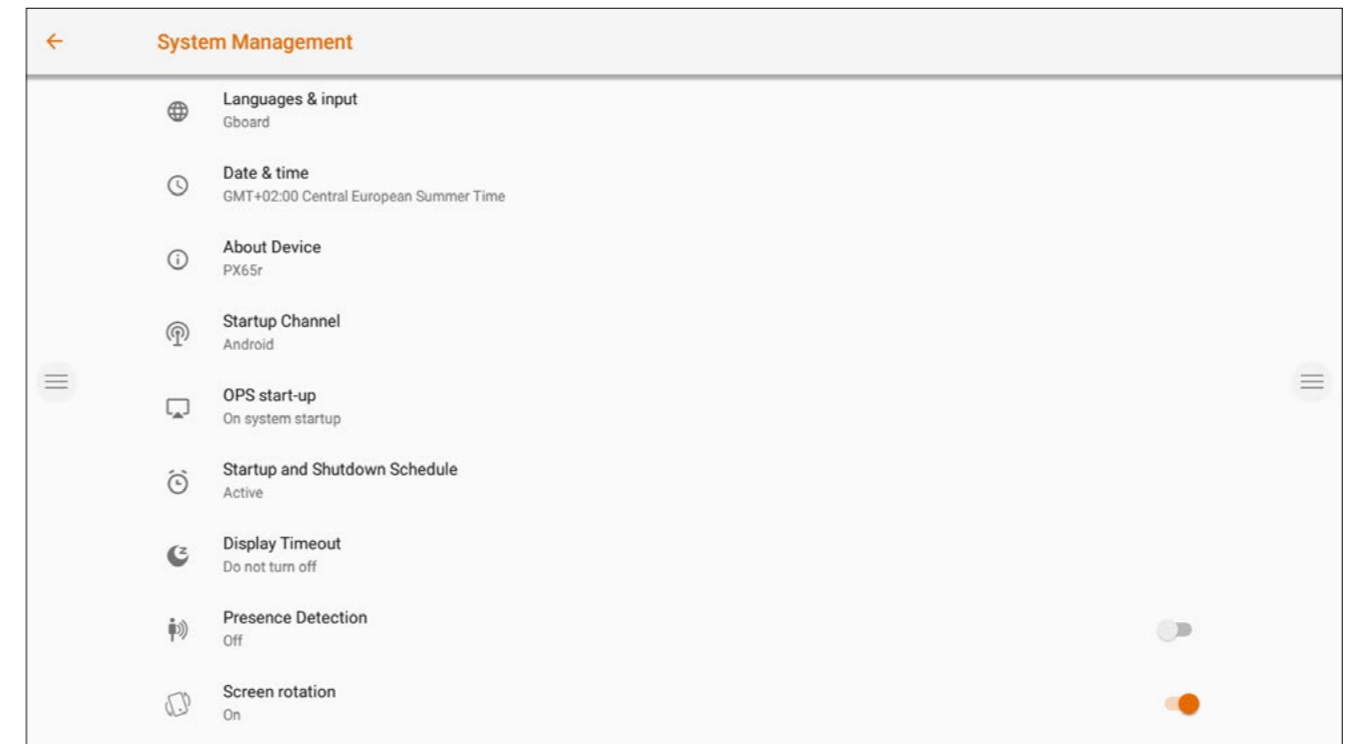 System Management
Languages & input
Gboard
Date & time
GMT+02:00 Central European Summer Time
About Device
PX65r
Startup Channel
Android
OPS start-up
On system startup
Startup and Shutdown Schedule
Active
Display Timeout
Do not turn off
Presence Detection
Off
Screen rotation
On